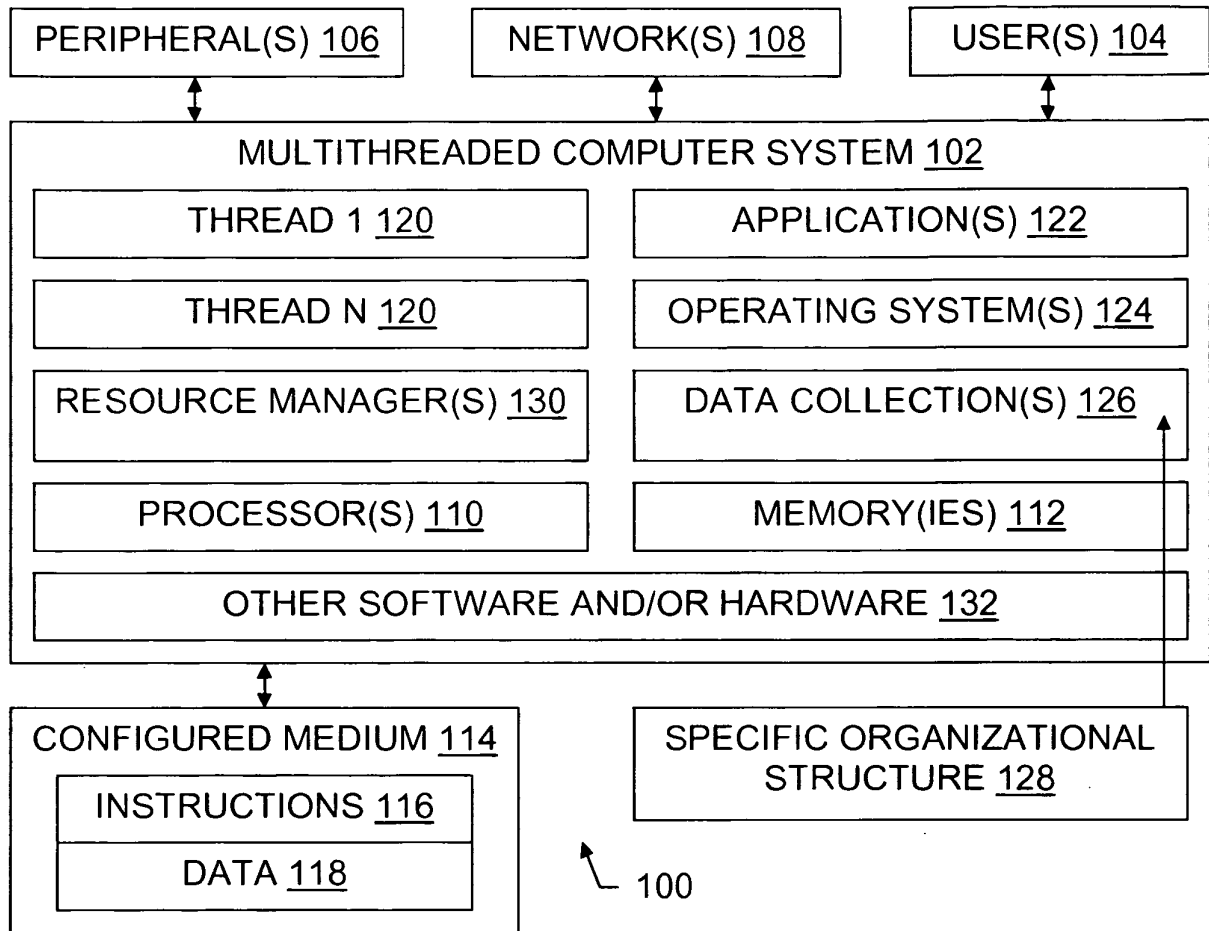 PERIPHERAL(S) 106
NETWORK(S) 108
USER(S) 104
MULTITHREADED COMPUTER SYSTEM 102
THREAD 1 120
APPLICATION(S) 122
THREAD N 120
OPERATING SYSTEM(S) 124
RESOURCE MANAGER(S) 130
DATA COLLECTION(S) 126
PROCESSOR(S) 110
MEMORY(IES) 112
OTHER SOFTWARE AND/OR HARDWARE 132
CONFIGURED MEDIUM 114
INSTRUCTIONS 116
DATA 118
SPECIFIC ORGANIZATIONAL
STRUCTURE 128
100